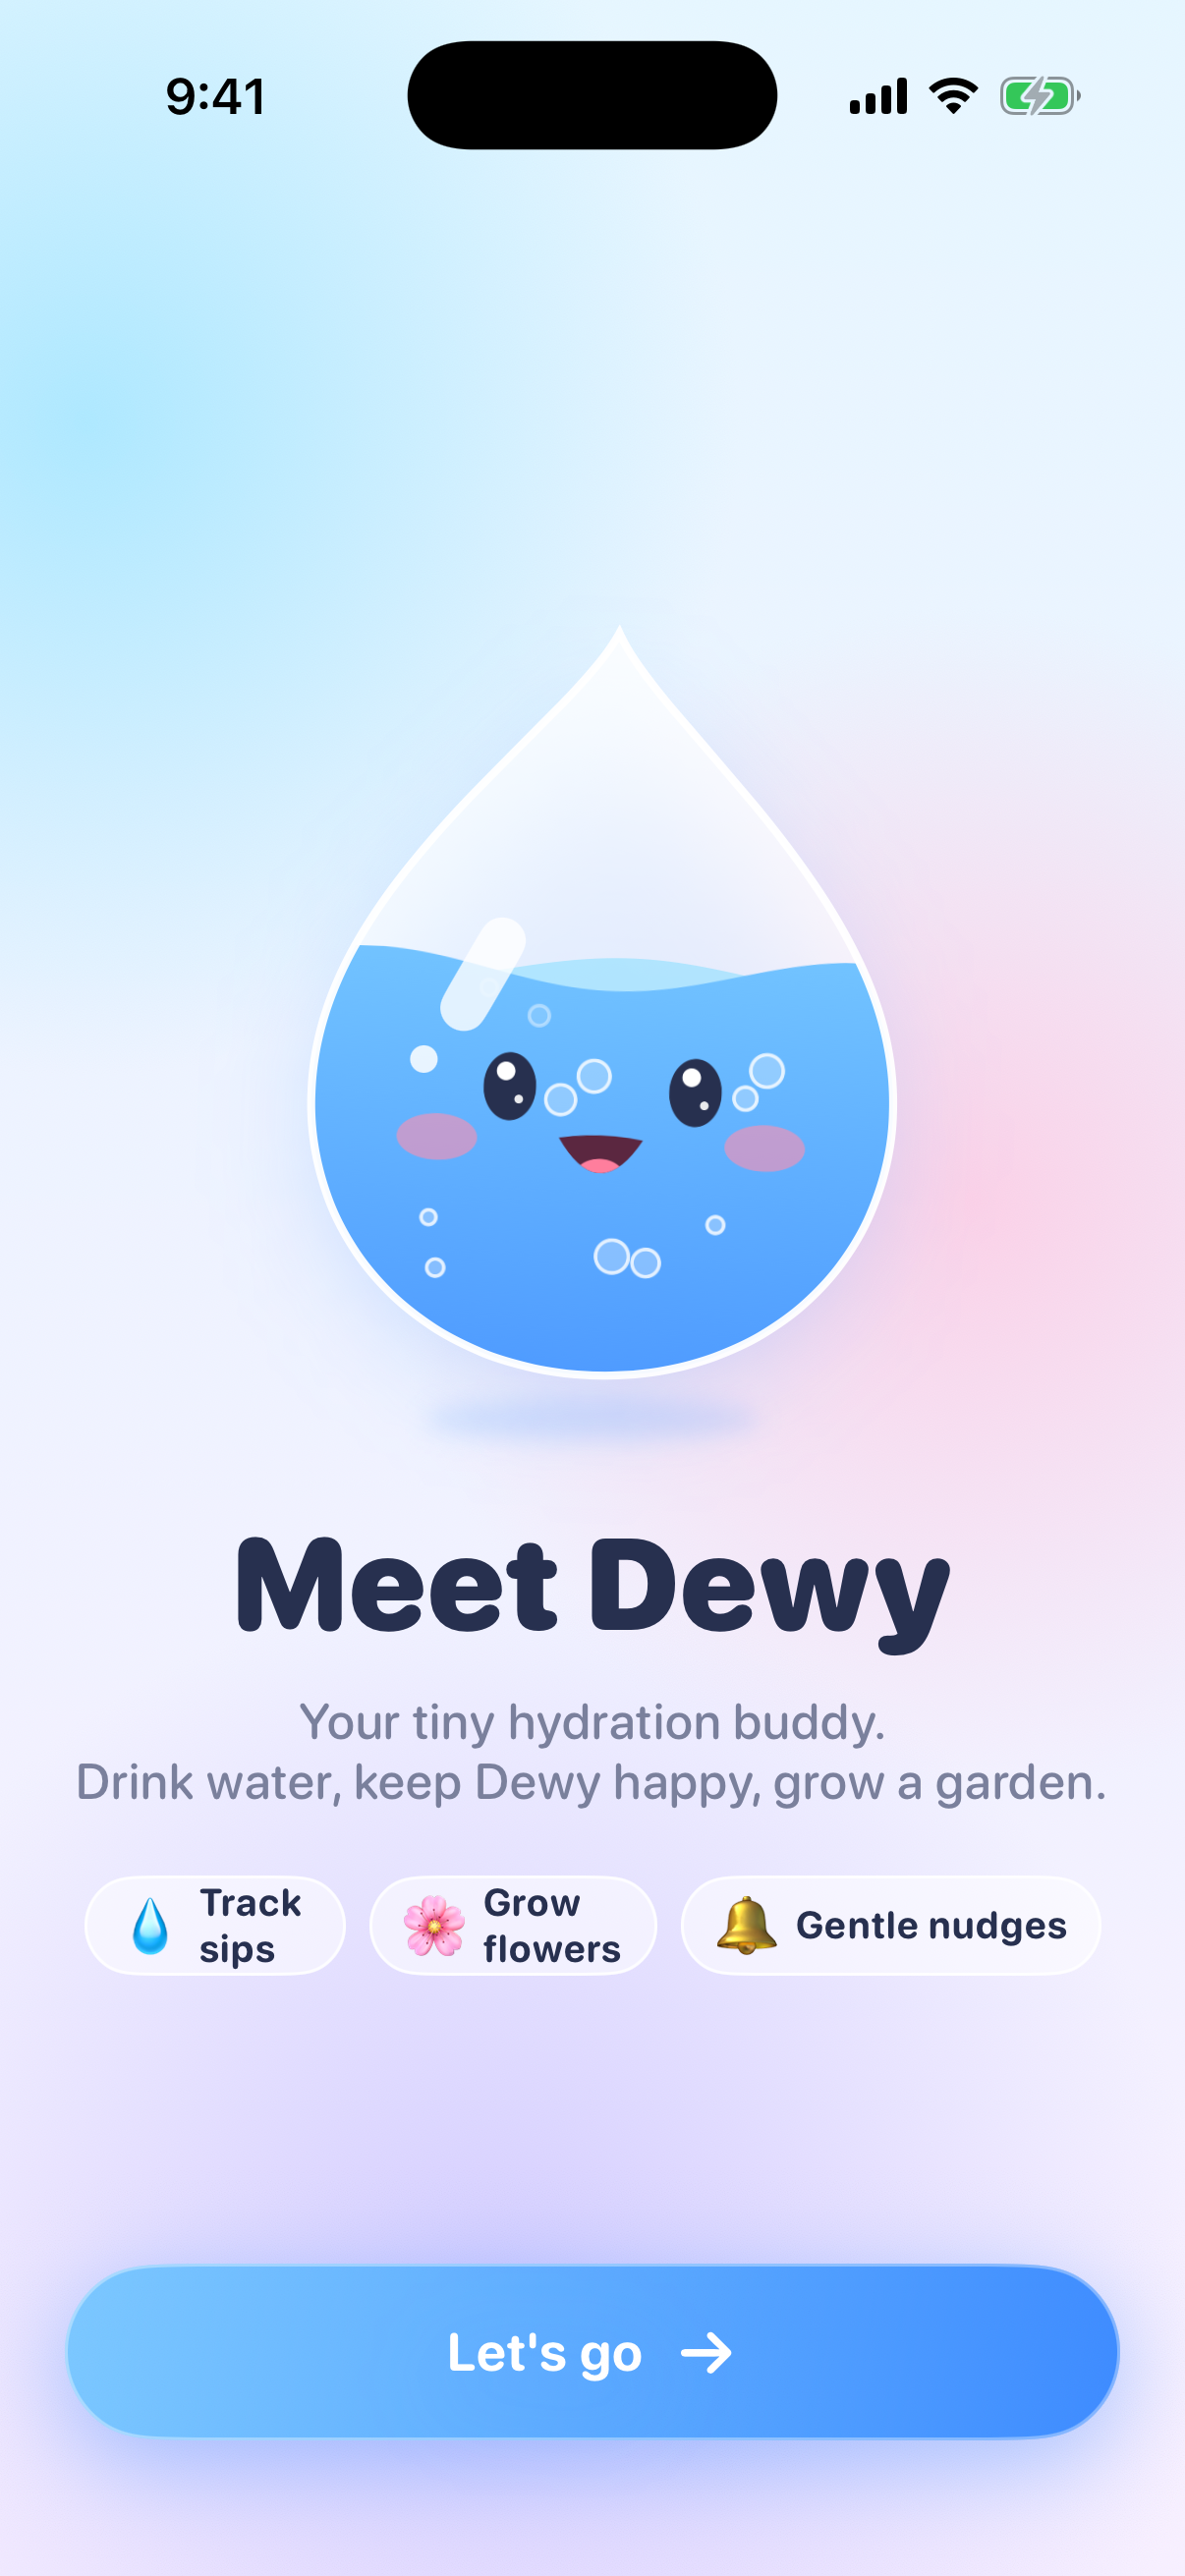 9:41
Meet Dewy
Your tiny hydration buddy.
Drink water, keep Dewy happy, grow a garden.
Track
sips
Grow
flowers
Gentle nudges
Let's go